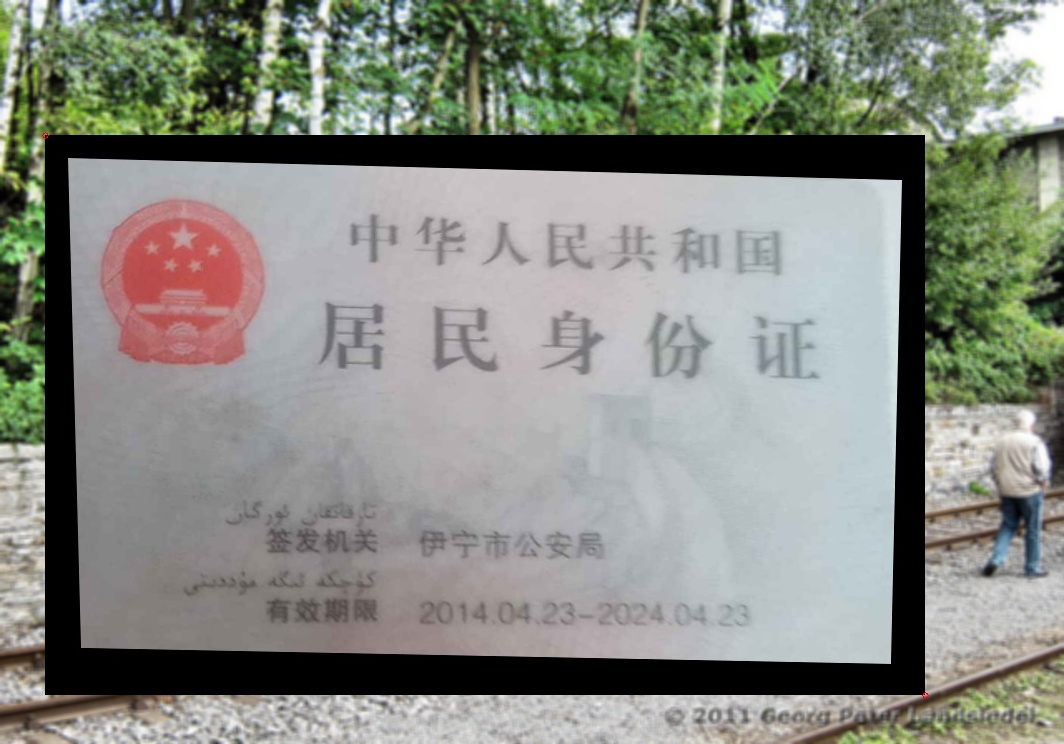 中华人民共和国
居民身份证
تارقاتقان ئورگان
签发机关 伊宁市公安局
كۈچكە ئىگە مۇددىتى
有效期限 2014.04.23-2024.04.23
© 2011 Georg Patur Landsiedel